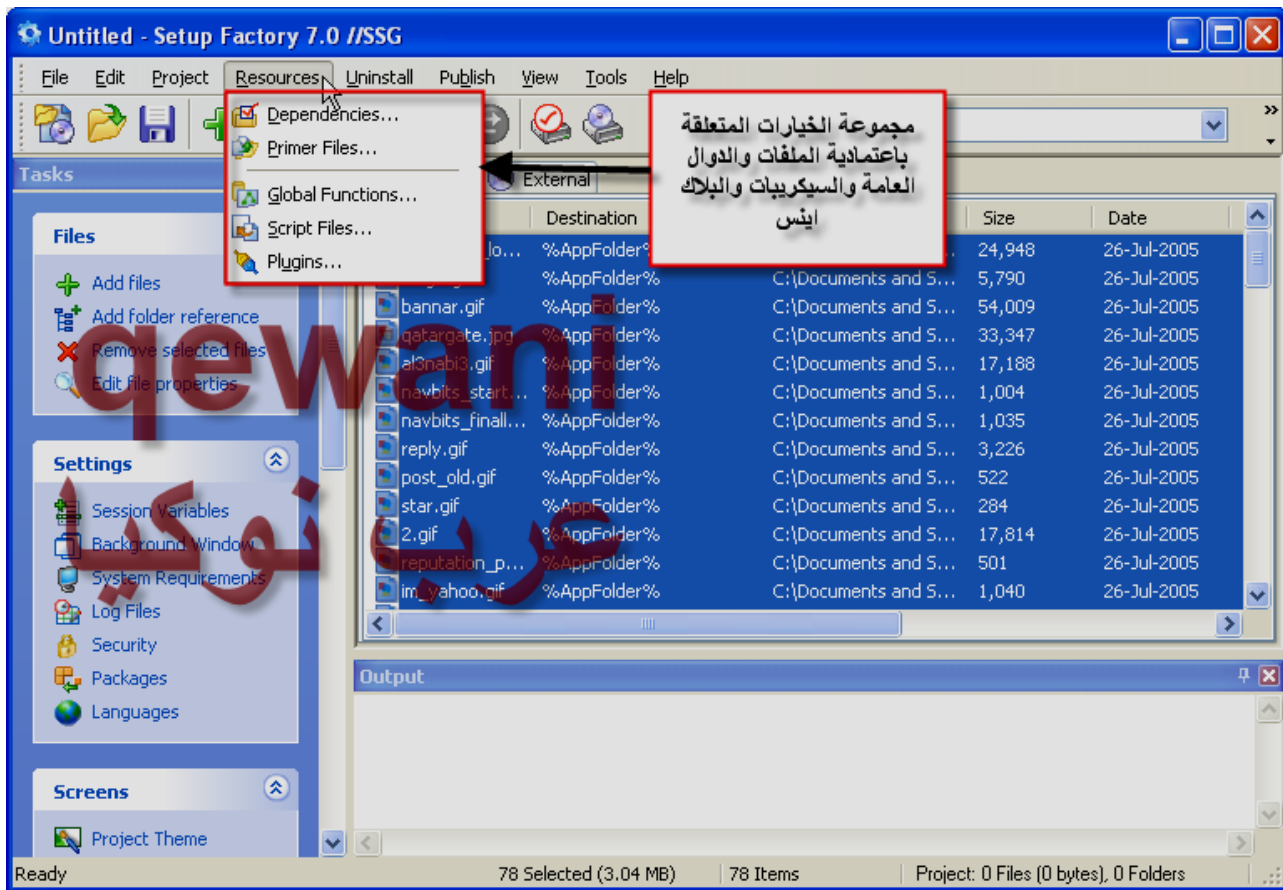 Untitled - Setup Factory 7.0 //SSG
File Edit Project Resources Uninstall Publish View Tools Help
Dependencies...
Primer Files...
Global Functions...
Script Files...
Plugins...
مجموعة الخيارات المتعلقة
باعتمادية الملفات والدوال
العامة والسيكريبات والبلاك
اينس
Tasks
External
Files
Add files
Add folder reference
Remove selected files
Edit file properties
Settings
Session Variables
Background Window
System Requirements
Log Files
Security
Packages
Languages
Screens
Project Theme
Destination Size Date
%AppFolder% C:\Documents and S... 24,948 26-Jul-2005
%AppFolder% C:\Documents and S... 5,790 26-Jul-2005
bannar.gif %AppFolder% C:\Documents and S... 54,009 26-Jul-2005
qatargate.jpg %AppFolder% C:\Documents and S... 33,347 26-Jul-2005
al3nabi3.gif %AppFolder% C:\Documents and S... 17,188 26-Jul-2005
navbits_start... %AppFolder% C:\Documents and S... 1,004 26-Jul-2005
navbits_finall... %AppFolder% C:\Documents and S... 1,035 26-Jul-2005
reply.gif %AppFolder% C:\Documents and S... 3,226 26-Jul-2005
post_old.gif %AppFolder% C:\Documents and S... 522 26-Jul-2005
star.gif %AppFolder% C:\Documents and S... 284 26-Jul-2005
2.gif %AppFolder% C:\Documents and S... 17,814 26-Jul-2005
reputation_p... %AppFolder% C:\Documents and S... 501 26-Jul-2005
im_yahoo.gif %AppFolder% C:\Documents and S... 1,040 26-Jul-2005
qewani
عرب نوكيا
Output
Ready 78 Selected (3.04 MB) 78 Items Project: 0 Files (0 bytes), 0 Folders